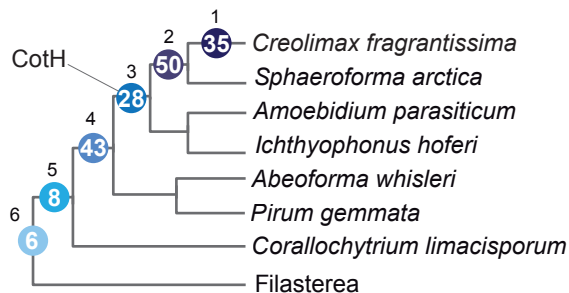 1
35
Creolimax fragrantissima
2
50
Sphaeroforma arctica
CotH
3
28
Amoebidium parasiticum
Ichthyophonus hoferi
4
43
Abeoforma whisleri
Pirum gemmata
5
8
Corallochytrium limacisporum
6
6
Filasterea